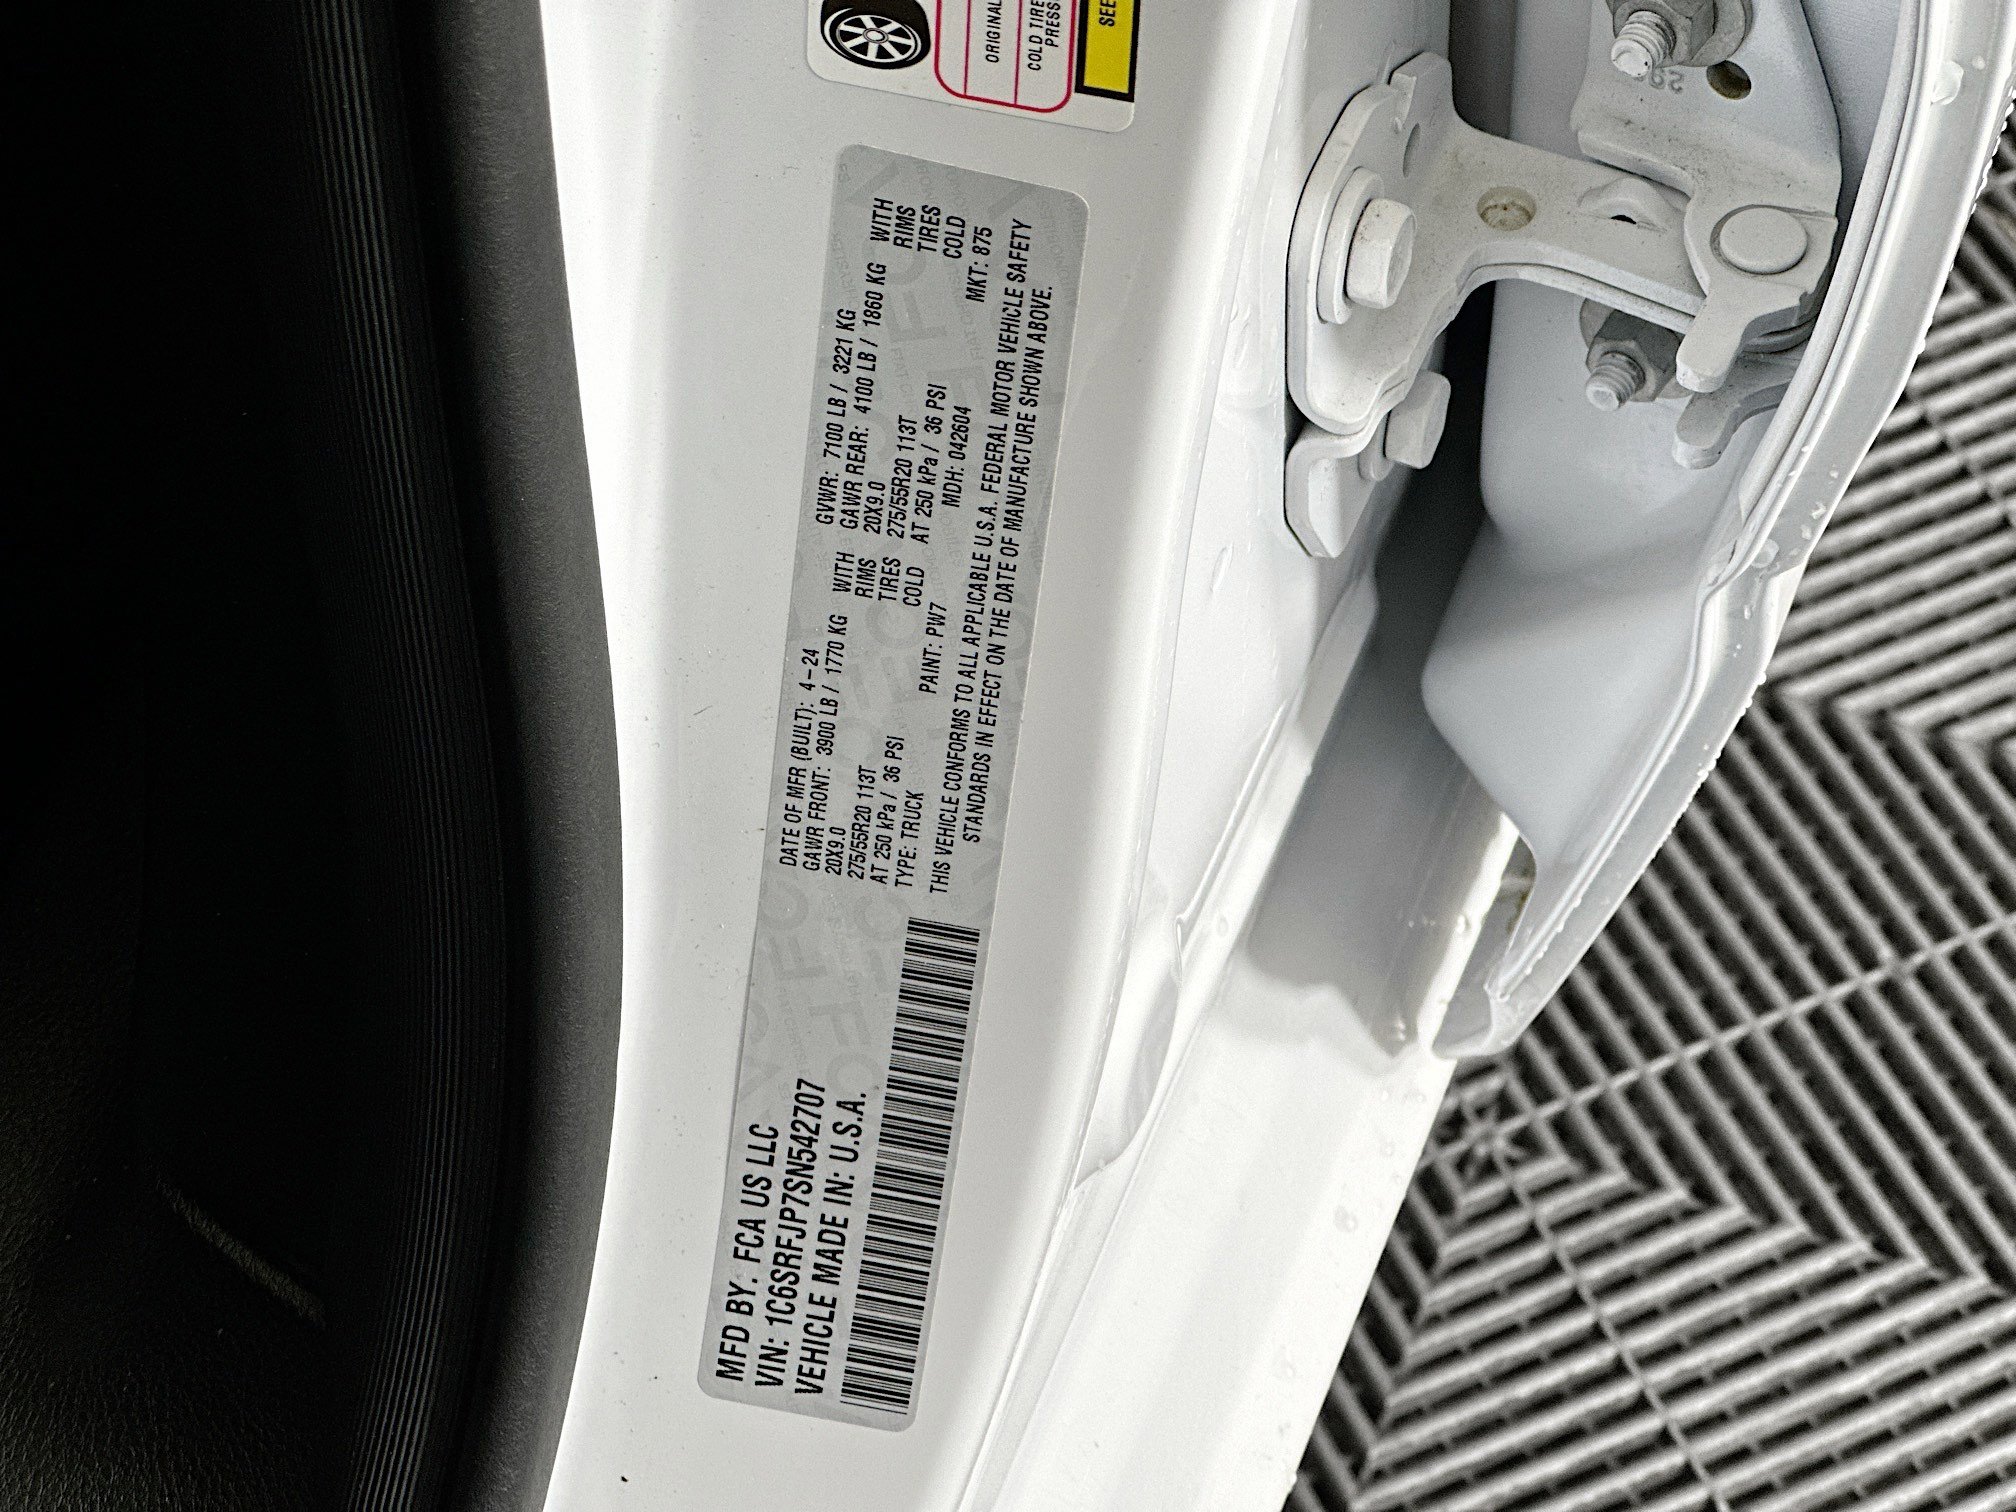 MFD BY: FCA US LLC
VIN: 1C6SRFJP7SN542707
VEHICLE MADE IN: U.S.A.
DATE OF MFR (BUILT): 4-24 GVWR: 7100 LB / 3221 KG
GAWR FRONT: 3900 LB / 1770 KG WITH GAWR REAR: 4100 LB / 1860 KG WITH
20X9.0 RIMS 20X9.0 RIMS
275/55R20 113T TIRES 275/55R20 113T TIRES
AT 250 kPa / 36 PSI COLD AT 250 kPa / 36 PSI COLD
TYPE: TRUCK PAINT: PW7 MDH: 042604 MKT: 875
THIS VEHICLE CONFORMS TO ALL APPLICABLE U.S.A. FEDERAL MOTOR VEHICLE SAFETY
STANDARDS IN EFFECT ON THE DATE OF MANUFACTURE SHOWN ABOVE.
ORIGINAL
COLD TIRE
PRESS
SEE